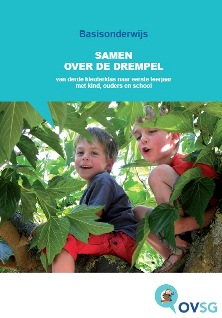 Basisonderwijs
SAMEN
OVER DE DREMPEL
van derde kleuterklas naar eerste leerjaar
met kind, ouders en school
OVSG